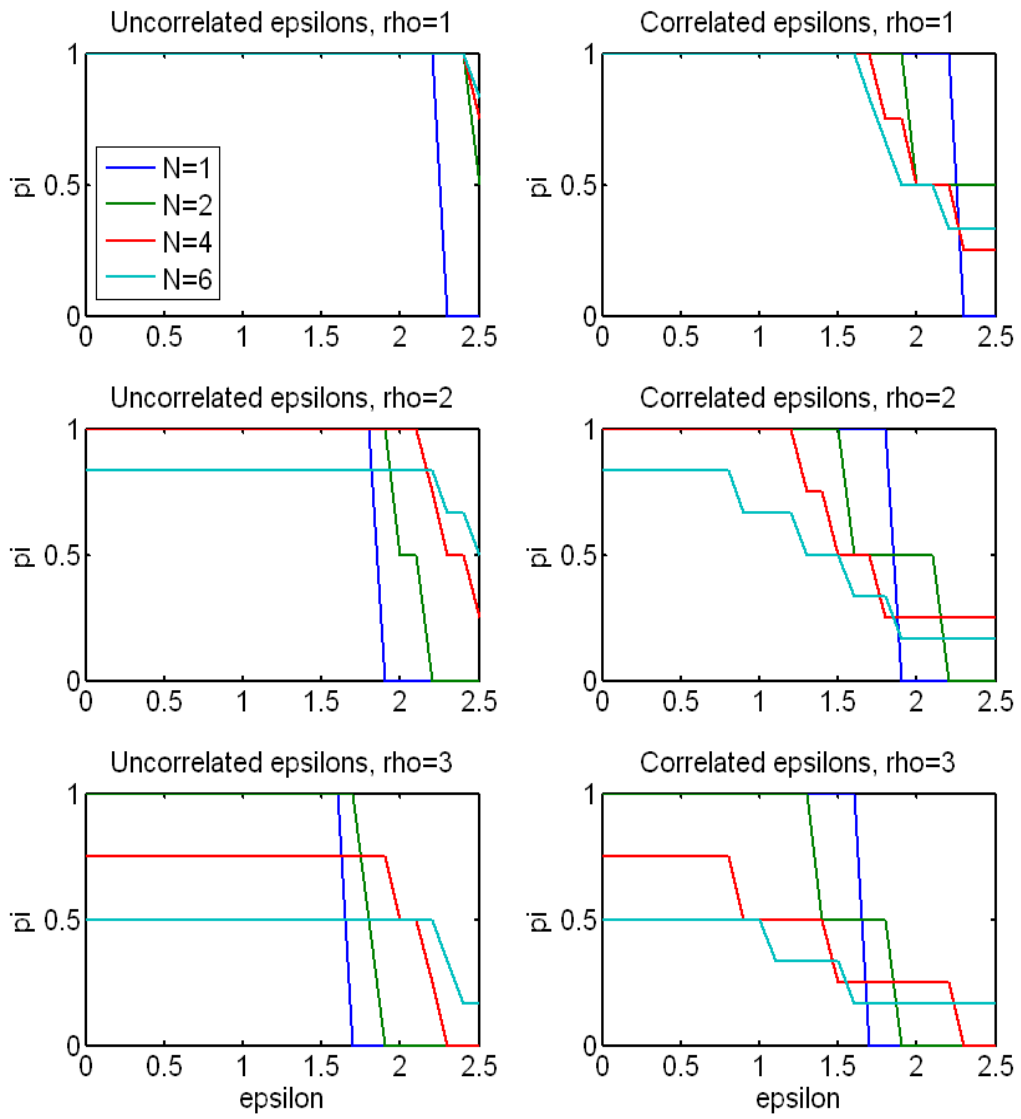 Uncorrelated epsilons, rho=1
1
0.5
0
pi
N=1
N=2
N=4
N=6
0 0.5 1 1.5 2 2.5
Correlated epsilons, rho=1
1
0.5
0
pi
0 0.5 1 1.5 2 2.5
Uncorrelated epsilons, rho=2
1
0.5
0
pi
0 0.5 1 1.5 2 2.5
Correlated epsilons, rho=2
1
0.5
0
pi
0 0.5 1 1.5 2 2.5
Uncorrelated epsilons, rho=3
1
0.5
0
pi
0 0.5 1 1.5 2 2.5
epsilon
Correlated epsilons, rho=3
1
0.5
0
pi
0 0.5 1 1.5 2 2.5
epsilon